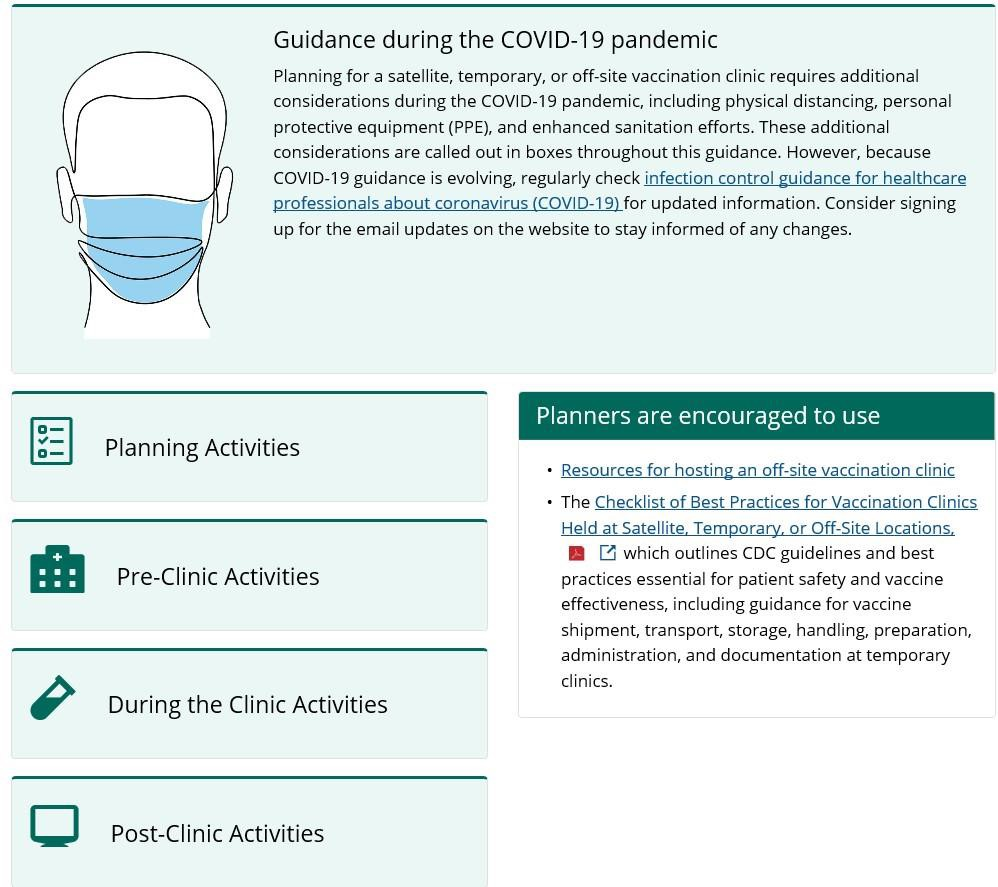 Guidance during the COVID-19 pandemic
Planning for a satellite, temporary, or off-site vaccination clinic requires additional
considerations during the COVID-19 pandemic, including physical distancing, personal
protective equipment (PPE), and enhanced sanitation efforts. These additional
considerations are called out in boxes throughout this guidance. However, because
COVID-19 guidance is evolving, regularly check infection control guidance for healthcare
professionals about coronavirus (COVID-19) for updated information. Consider signing
up for the email updates on the website to stay informed of any changes.
Planning Activities
Pre-Clinic Activities
During the Clinic Activities
Post-Clinic Activities
Planners are encouraged to use
• Resources for hosting an off-site vaccination clinic
• The Checklist of Best Practices for Vaccination Clinics
Held at Satellite, Temporary, or Off-Site Locations,
which outlines CDC guidelines and best
practices essential for patient safety and vaccine
effectiveness, including guidance for vaccine
shipment, transport, storage, handling, preparation,
administration, and documentation at temporary
clinics.